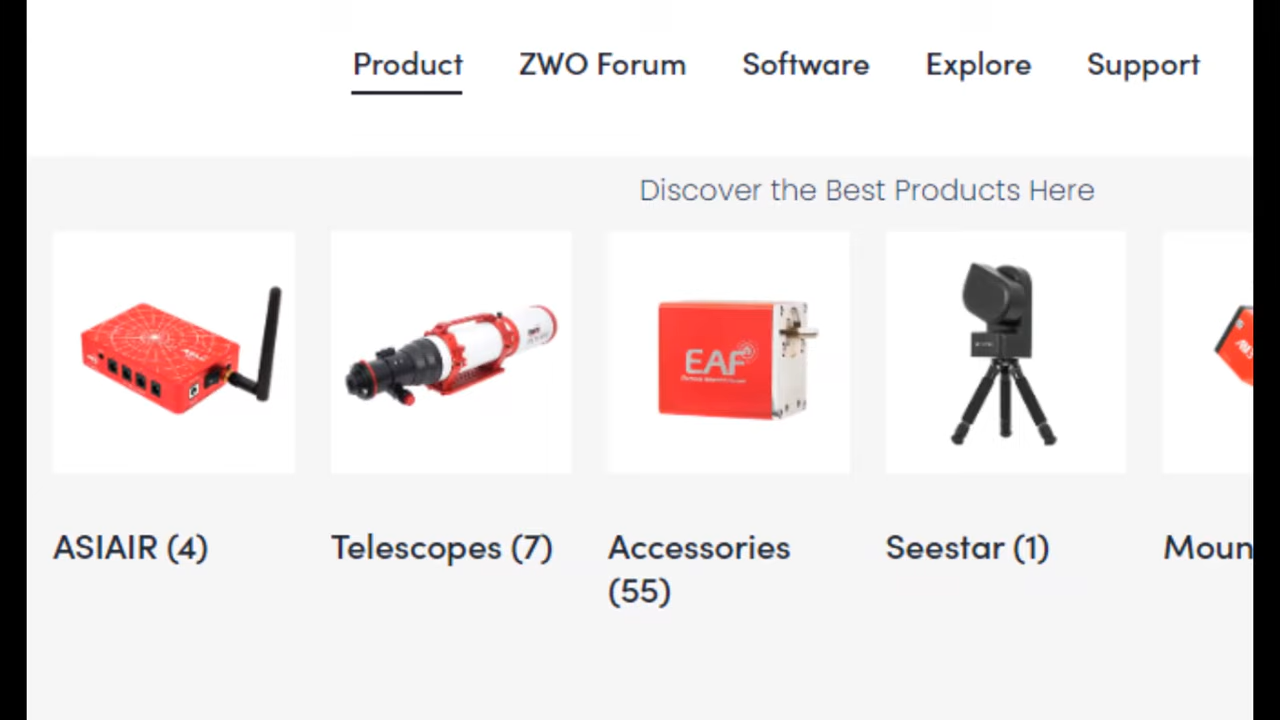 Product ZWO Forum Software Explore Support
Discover the Best Products Here
EAF
ASIAIR (4) Telescopes (7) Accessories Seestar (1) Moun
(55)